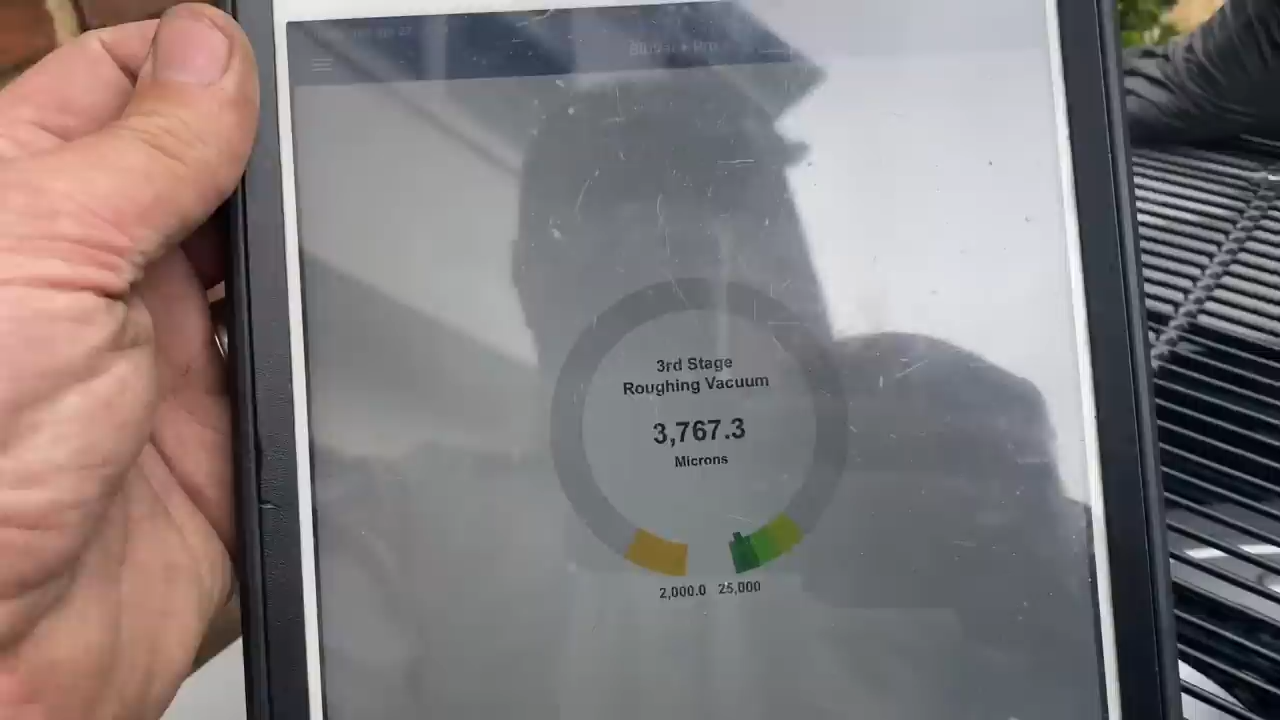 3rd Stage
Roughing Vacuum
3,767.3
Microns
2,000.0 25,000